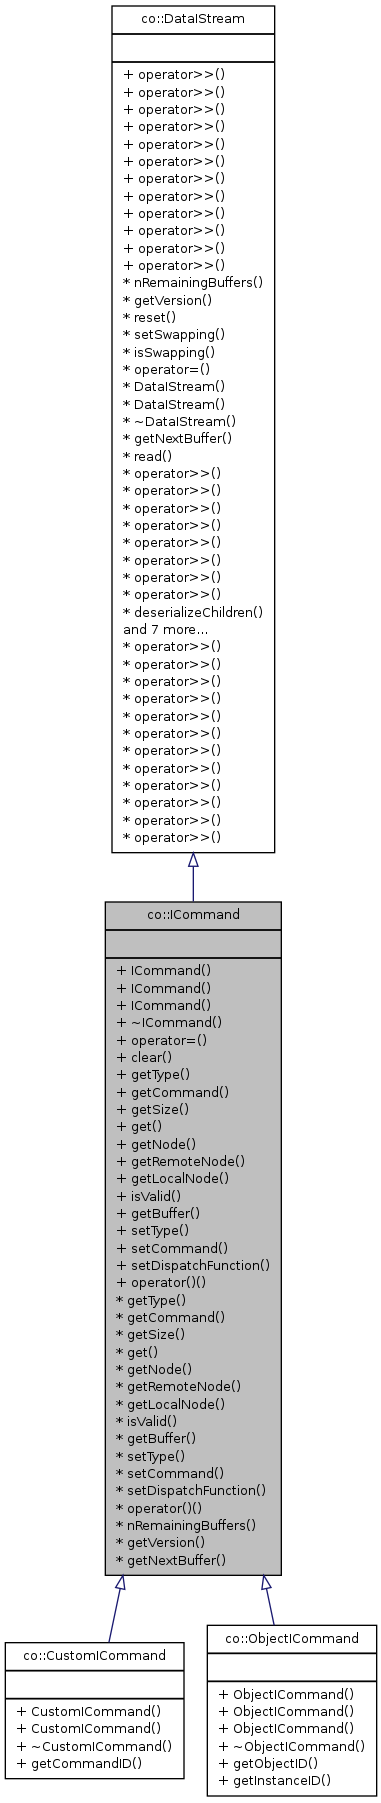 co::DataIStream
+ operator>>()
+ operator>>()
+ operator>>()
+ operator>>()
+ operator>>()
+ operator>>()
+ operator>>()
+ operator>>()
+ operator>>()
+ operator>>()
+ operator>>()
+ operator>>()
* nRemainingBuffers()
* getVersion()
* reset()
* setSwapping()
* isSwapping()
* operator=()
* DataIStream()
* DataIStream()
* ~DataIStream()
* getNextBuffer()
* read()
* operator>>()
* operator>>()
* operator>>()
* operator>>()
* operator>>()
* operator>>()
* operator>>()
* operator>>()
* deserializeChildren()
and 7 more...
* operator>>()
* operator>>()
* operator>>()
* operator>>()
* operator>>()
* operator>>()
* operator>>()
* operator>>()
* operator>>()
* operator>>()
* operator>>()
* operator>>()
co::ICommand
+ ICommand()
+ ICommand()
+ ICommand()
+ ~ICommand()
+ operator=()
+ clear()
+ getType()
+ getCommand()
+ getSize()
+ get()
+ getNode()
+ getRemoteNode()
+ getLocalNode()
+ isValid()
+ getBuffer()
+ setType()
+ setCommand()
+ setDispatchFunction()
+ operator()()
* getType()
* getCommand()
* getSize()
* get()
* getNode()
* getRemoteNode()
* getLocalNode()
* isValid()
* getBuffer()
* setType()
* setCommand()
* setDispatchFunction()
* operator()()
* nRemainingBuffers()
* getVersion()
* getNextBuffer()
co::CustomICommand
+ CustomICommand()
+ CustomICommand()
+ ~CustomICommand()
+ getCommandID()
co::ObjectICommand
+ ObjectICommand()
+ ObjectICommand()
+ ObjectICommand()
+ ~ObjectICommand()
+ getObjectID()
+ getInstanceID()